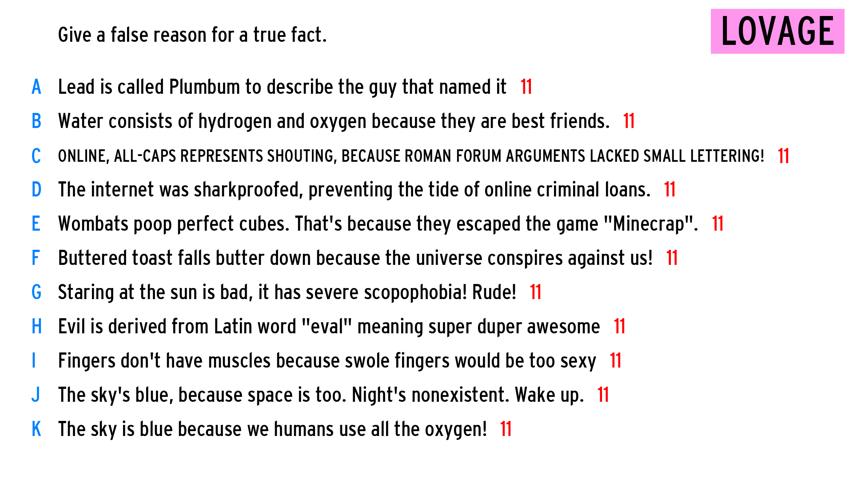 Give a false reason for a true fact.
LOVAGE
A Lead is called Plumbum to describe the guy that named it 11
B Water consists of hydrogen and oxygen because they are best friends. 11
C ONLINE, ALL-CAPS REPRESENTS SHOUTING, BECAUSE ROMAN FORUM ARGUMENTS LACKED SMALL LETTERING! 11
D The internet was sharkproofed, preventing the tide of online criminal loans. 11
E Wombats poop perfect cubes. That's because they escaped the game "Minecrap". 11
F Buttered toast falls butter down because the universe conspires against us! 11
G Staring at the sun is bad, it has severe scopophobia! Rude! 11
H Evil is derived from Latin word "eval" meaning super duper awesome 11
I Fingers don't have muscles because swole fingers would be too sexy 11
J The sky's blue, because space is too. Night's nonexistent. Wake up. 11
K The sky is blue because we humans use all the oxygen! 11